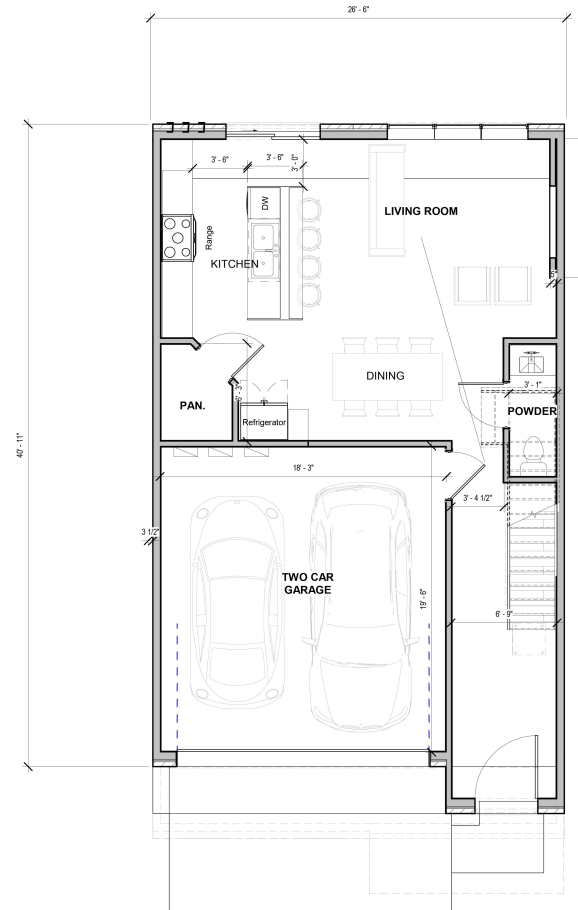 26' - 6"
3' - 6"
3' - 6"
3' - 0"
DW
LIVING ROOM
Range
KITCHEN
5"
DINING
3' - 1"
PAN.
6' - 3"
POWDER
Refrigerator
40' - 11"
18' - 3"
3' - 4 1/2"
3 1/2"
TWO CAR
GARAGE
19' - 6"
6' - 9"